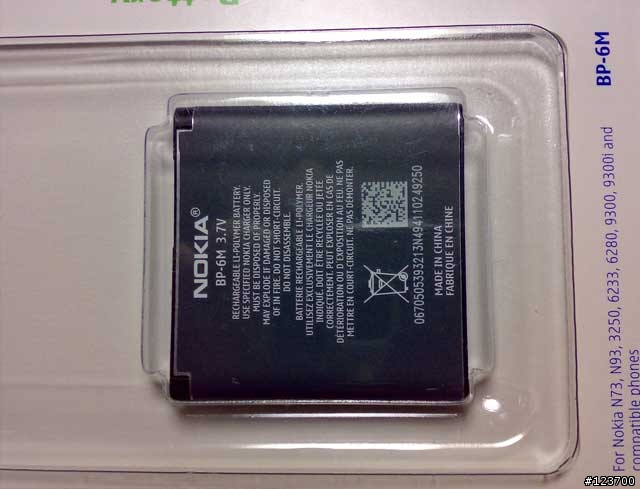 NOKIA®
BP-6M 3.7V
RECHARGEABLE LI-POLYMER BATTERY.
USE SPECIFIED NOKIA CHARGER ONLY.
MUST BE DISPOSED OF PROPERLY.
MAY EXPLODE IF DAMAGED OR DISPOSED
OF IN FIRE. DO NOT SHORT-CIRCUIT.
DO NOT DISASSEMBLE.
BATTERIE RECHARGEABLE LI-POLYMER.
UTILISEZ EXCLUSIVEMENT LE CHARGEUR NOKIA
INDIQUE. DOIT ÊTRE RECYCLÉE OU JETÉE
CORRECTEMENT. PEUT EXPLOSER EN CAS DE
DÉTÉRIORATION OU D'EXPOSITION AU FEU. NE PAS
METTRE EN COURT-CIRCUIT. NE PAS DÉMONTER.
0670505393213N494110249250
MADE IN CHINA
FABRIQUE EN CHINE
BP-6M
For Nokia N73, N93, 3250, 6233, 6280, 9300, 9300i and
compatible phones
#123700